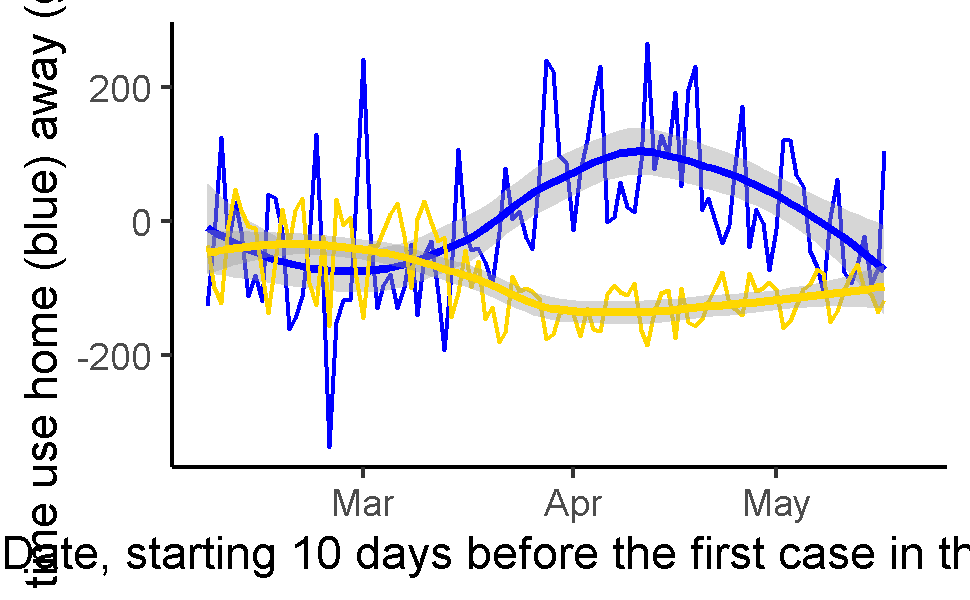 time use home (blue) away (
200
0
-200
Mar Apr May
Date, starting 10 days before the first case in th